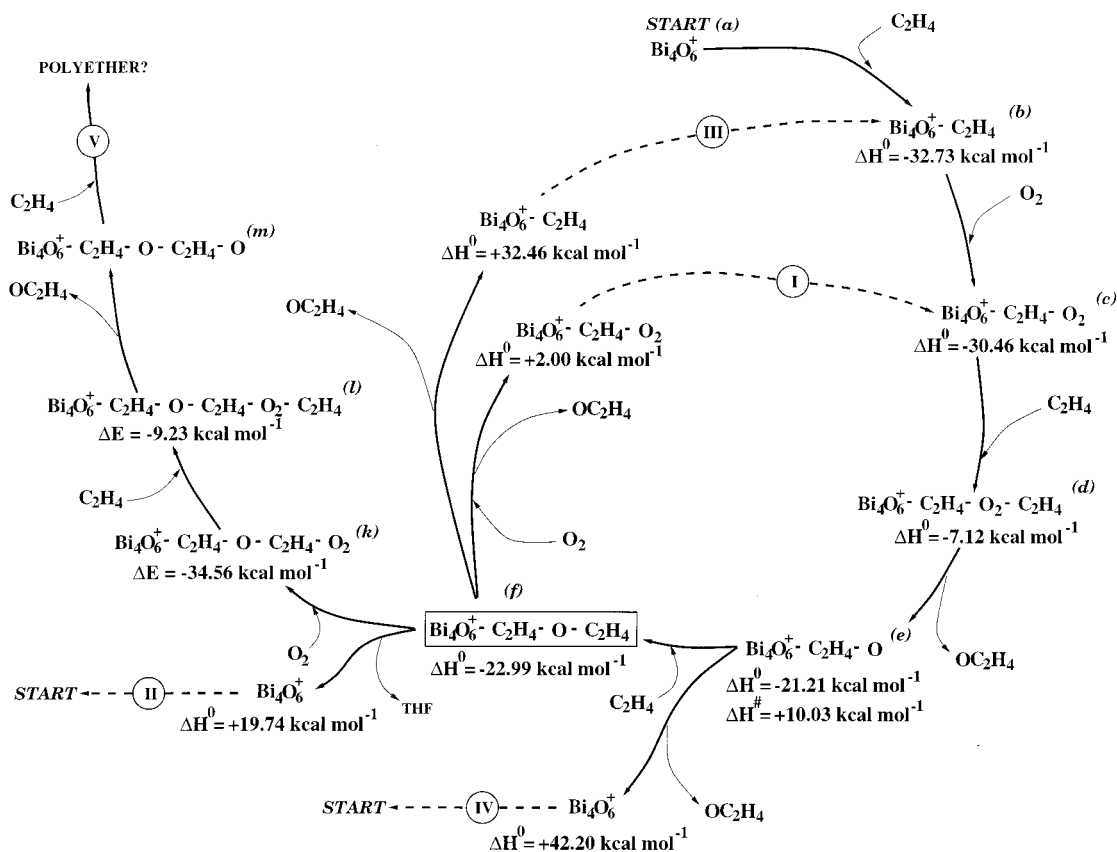 START (a)
Bi₄O₆⁺
C₂H₄
(b)
Bi₄O₆⁺- C₂H₄
ΔH⁰ = -32.73 kcal mol⁻¹
O₂
(c)
Bi₄O₆⁺- C₂H₄- O₂
ΔH⁰ = -30.46 kcal mol⁻¹
C₂H₄
(d)
Bi₄O₆⁺- C₂H₄- O₂ – C₂H₄
ΔH⁰ = -7.12 kcal mol⁻¹
OC₂H₄
(e)
Bi₄O₆⁺- C₂H₄- O
ΔH⁰ = -21.21 kcal mol⁻¹
ΔH# = +10.03 kcal mol⁻¹
C₂H₄
OC₂H₄
Bi₄O₆⁺
ΔH⁰ = +42.20 kcal mol⁻¹
IV
START
(f)
Bi₄O₆⁺- C₂H₄- O – C₂H₄
ΔH⁰ = -22.99 kcal mol⁻¹
O₂
OC₂H₄
Bi₄O₆⁺- C₂H₄- O₂
ΔH⁰ = +2.00 kcal mol⁻¹
I
OC₂H₄
Bi₄O₆⁺- C₂H₄
ΔH⁰ = +32.46 kcal mol⁻¹
III
THF
Bi₄O₆⁺
ΔH⁰ = +19.74 kcal mol⁻¹
II
START
O₂
(k)
Bi₄O₆⁺- C₂H₄- O – C₂H₄- O₂
ΔE = -34.56 kcal mol⁻¹
C₂H₄
(l)
Bi₄O₆⁺- C₂H₄- O - C₂H₄- O₂ – C₂H₄
ΔE = -9.23 kcal mol⁻¹
OC₂H₄
(m)
Bi₄O₆⁺- C₂H₄- O - C₂H₄- O
C₂H₄
V
POLYETHER?